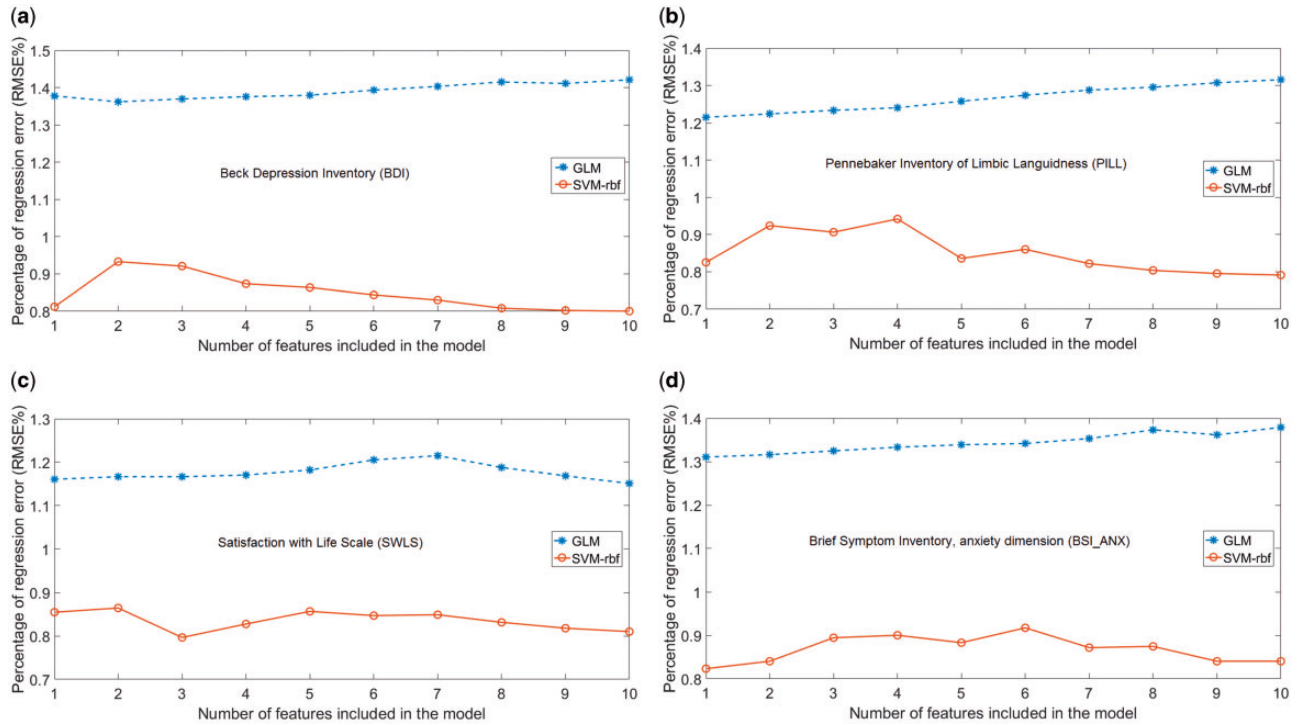 (a)
Percentage of regression error (RMSE%)
1.5
1.4
1.3
1.2
1.1
1
0.9
0.8
Beck Depression Inventory (BDI)
GLM
SVM-rbf
1 2 3 4 5 6 7 8 9 10
Number of features included in the model
(b)
Percentage of regression error (RMSE%)
1.4
1.3
1.2
1.1
1
0.9
0.8
0.7
Pennebaker Inventory of Limbic Languidness (PILL)
GLM
SVM-rbf
1 2 3 4 5 6 7 8 9 10
Number of features included in the model
(c)
Percentage of regression error (RMSE%)
1.3
1.2
1.1
1
0.9
0.8
0.7
Satisfaction with Life Scale (SWLS)
GLM
SVM-rbf
1 2 3 4 5 6 7 8 9 10
Number of features included in the model
(d)
Percentage of regression error (RMSE%)
1.4
1.3
1.2
1.1
1
0.9
0.8
Brief Symptom Inventory, anxiety dimension (BSI_ANX)
GLM
SVM-rbf
1 2 3 4 5 6 7 8 9 10
Number of features included in the model